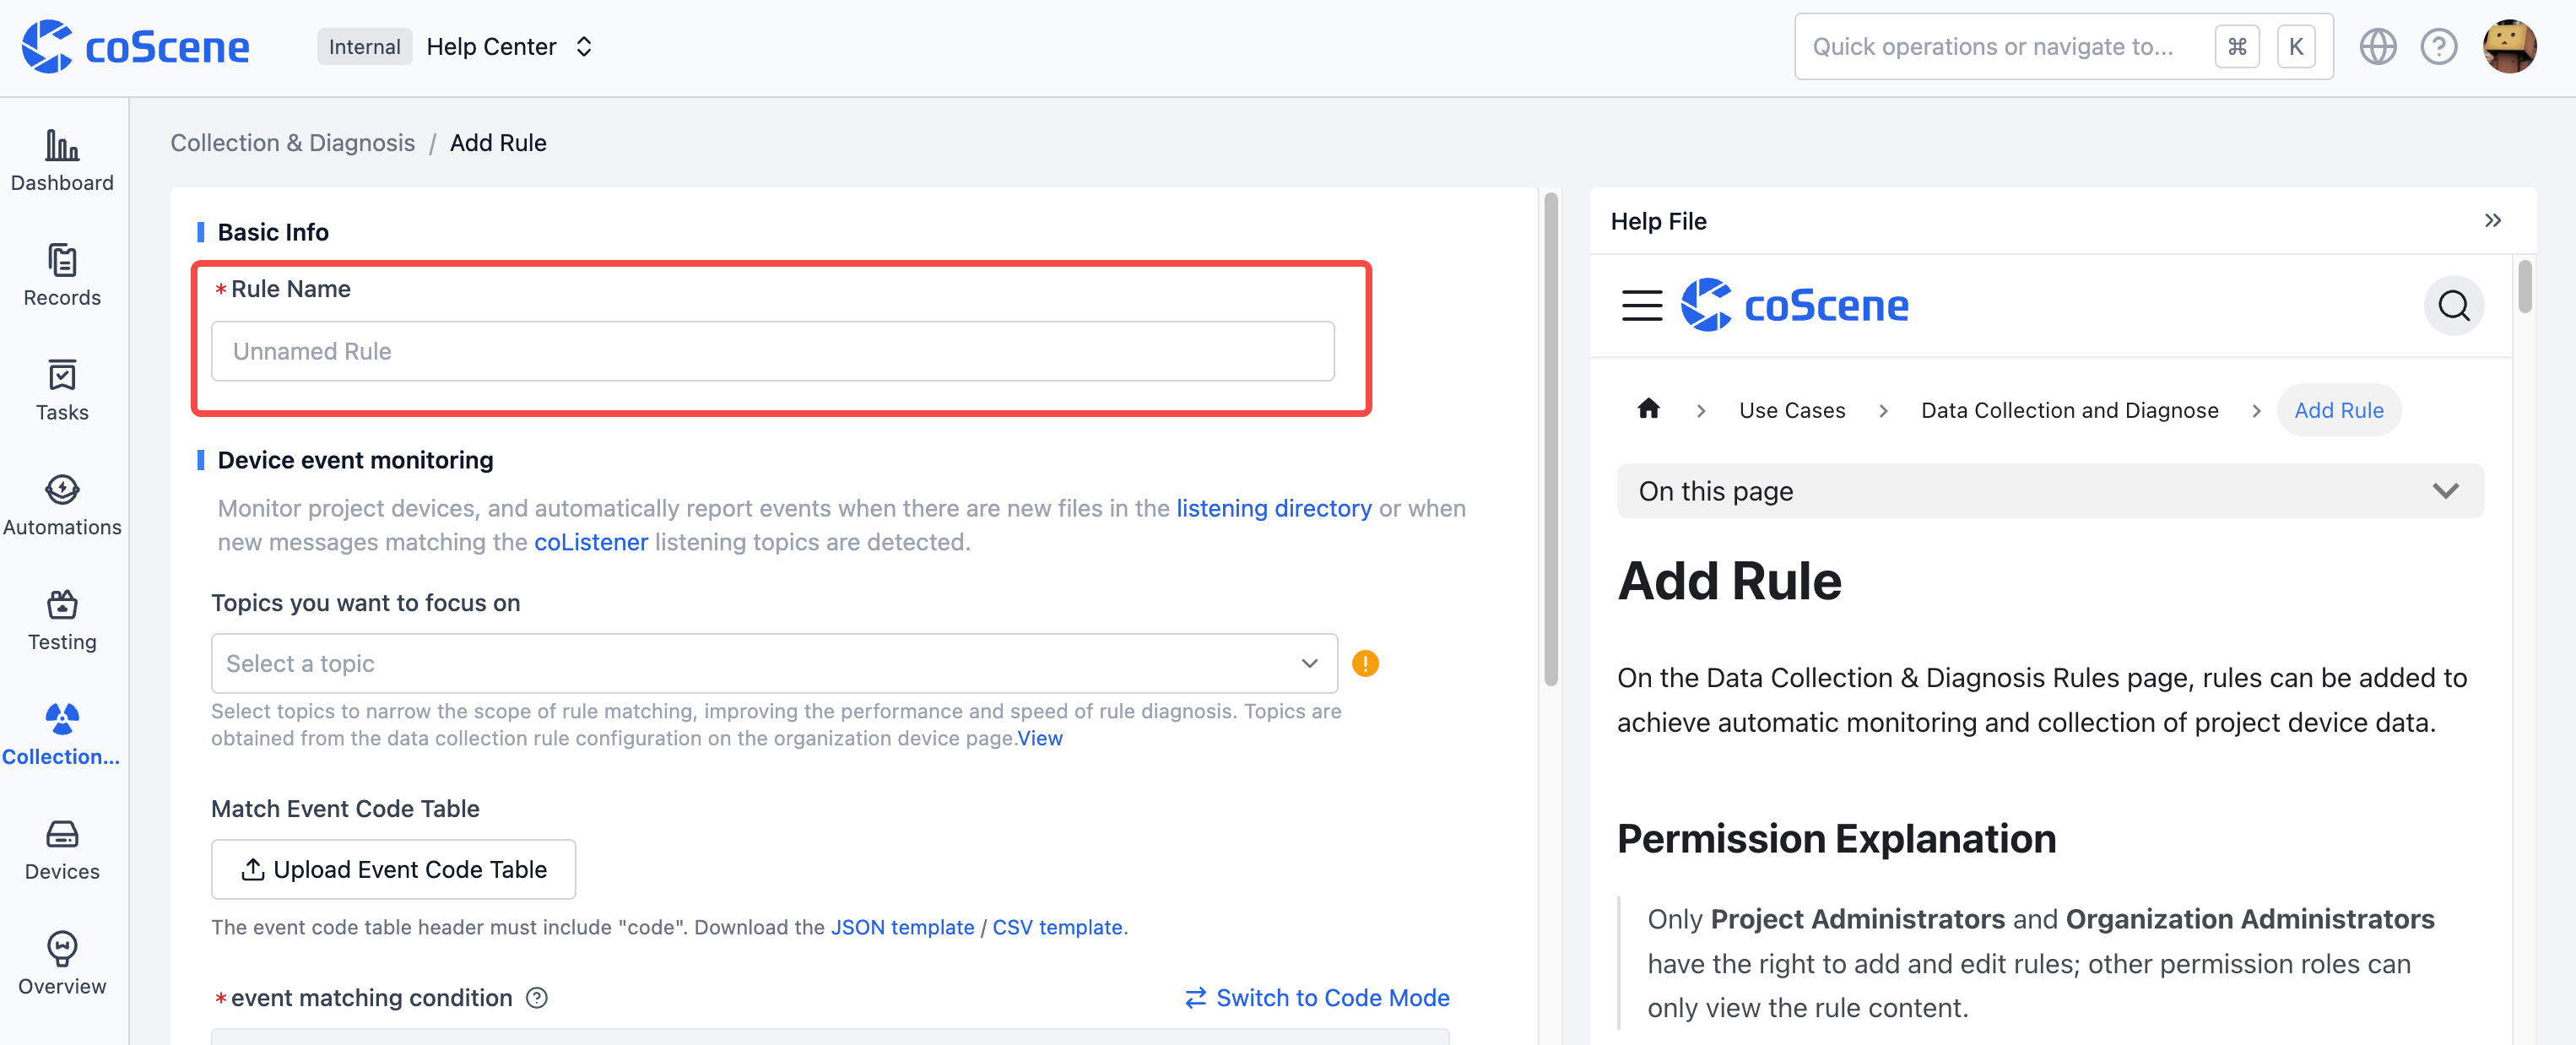 coScene
Internal Help Center
Quick operations or navigate to... ⌘ K
Dashboard
Records
Tasks
Automations
Testing
Collection...
Devices
Overview
Collection & Diagnosis / Add Rule
Basic Info
* Rule Name
Unnamed Rule
Device event monitoring
Monitor project devices, and automatically report events when there are new files in the listening directory or when
new messages matching the coListener listening topics are detected.
Topics you want to focus on
Select a topic
Select topics to narrow the scope of rule matching, improving the performance and speed of rule diagnosis. Topics are
obtained from the data collection rule configuration on the organization device page.View
Match Event Code Table
Upload Event Code Table
The event code table header must include "code". Download the JSON template / CSV template.
* event matching condition
Switch to Code Mode
Help File
coScene
Use Cases > Data Collection and Diagnose > Add Rule
On this page
Add Rule
On the Data Collection & Diagnosis Rules page, rules can be added to
achieve automatic monitoring and collection of project device data.
Permission Explanation
Only Project Administrators and Organization Administrators
have the right to add and edit rules; other permission roles can
only view the rule content.